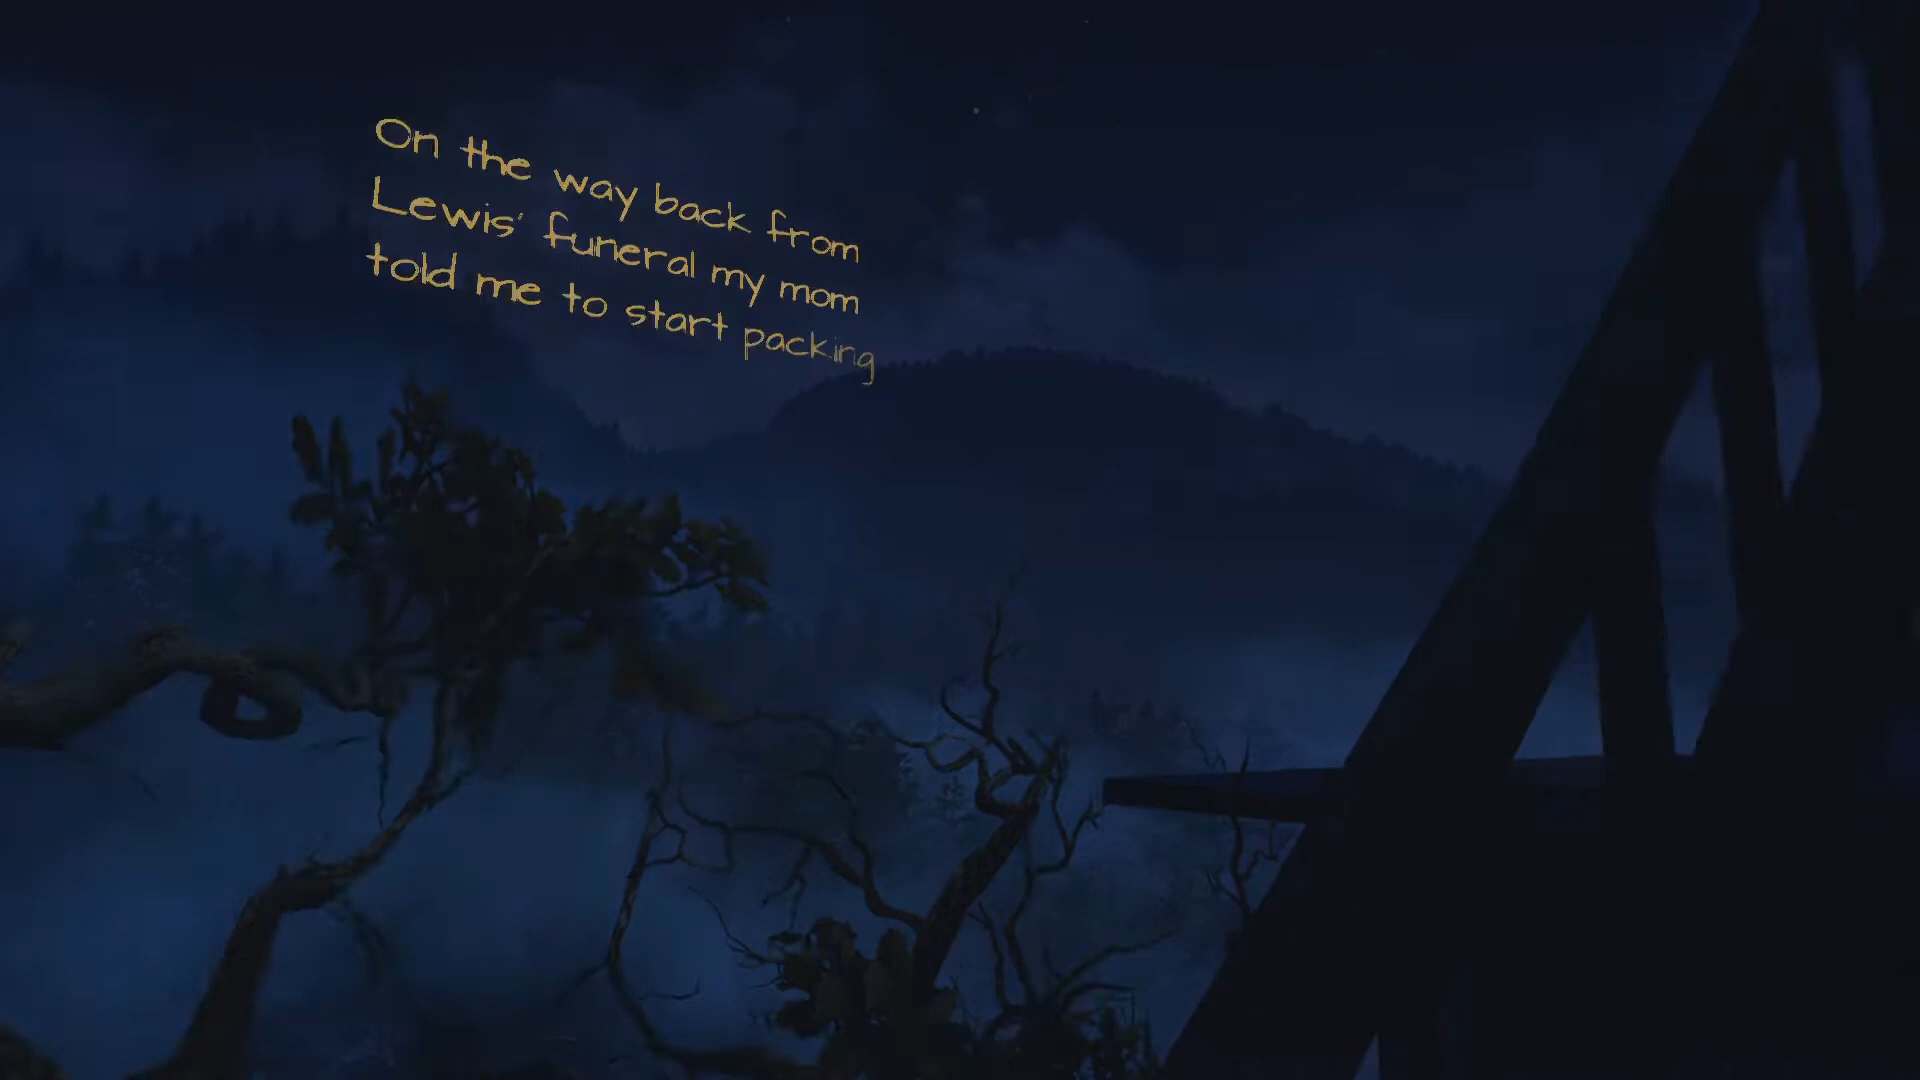 On the way back from
Lewis' funeral my mom
told me to start packing